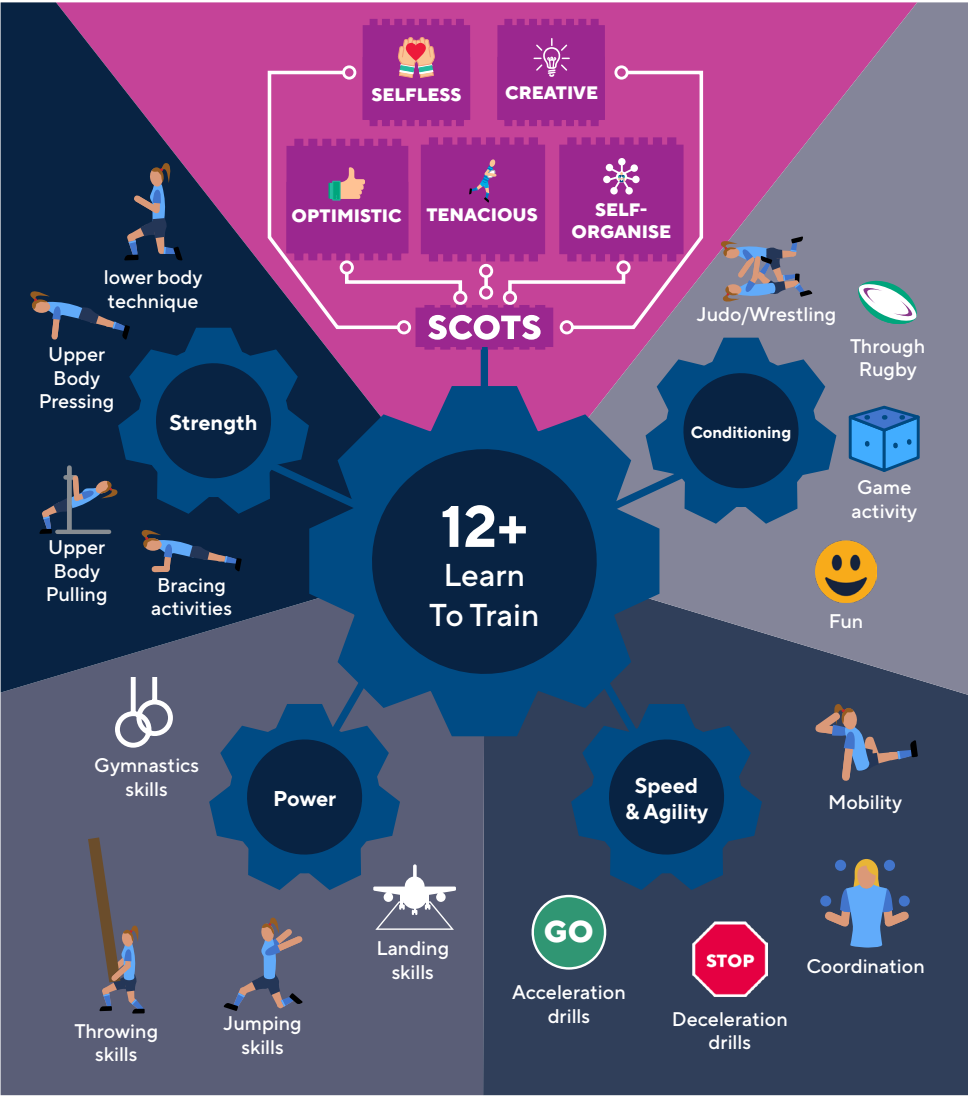 SELFLESS
CREATIVE
OPTIMISTIC
TENACIOUS
SELF-
ORGANISE
SCOTS
lower body
technique
Upper
Body
Pressing
Strength
Upper
Body
Pulling
Bracing
activities
Judo/Wrestling
Through
Rugby
Conditioning
Game
activity
Fun
12+
Learn
To Train
Gymnastics
skills
Power
Throwing
skills
Jumping
skills
Landing
skills
Speed
& Agility
Mobility
GO
Acceleration
drills
STOP
Deceleration
drills
Coordination